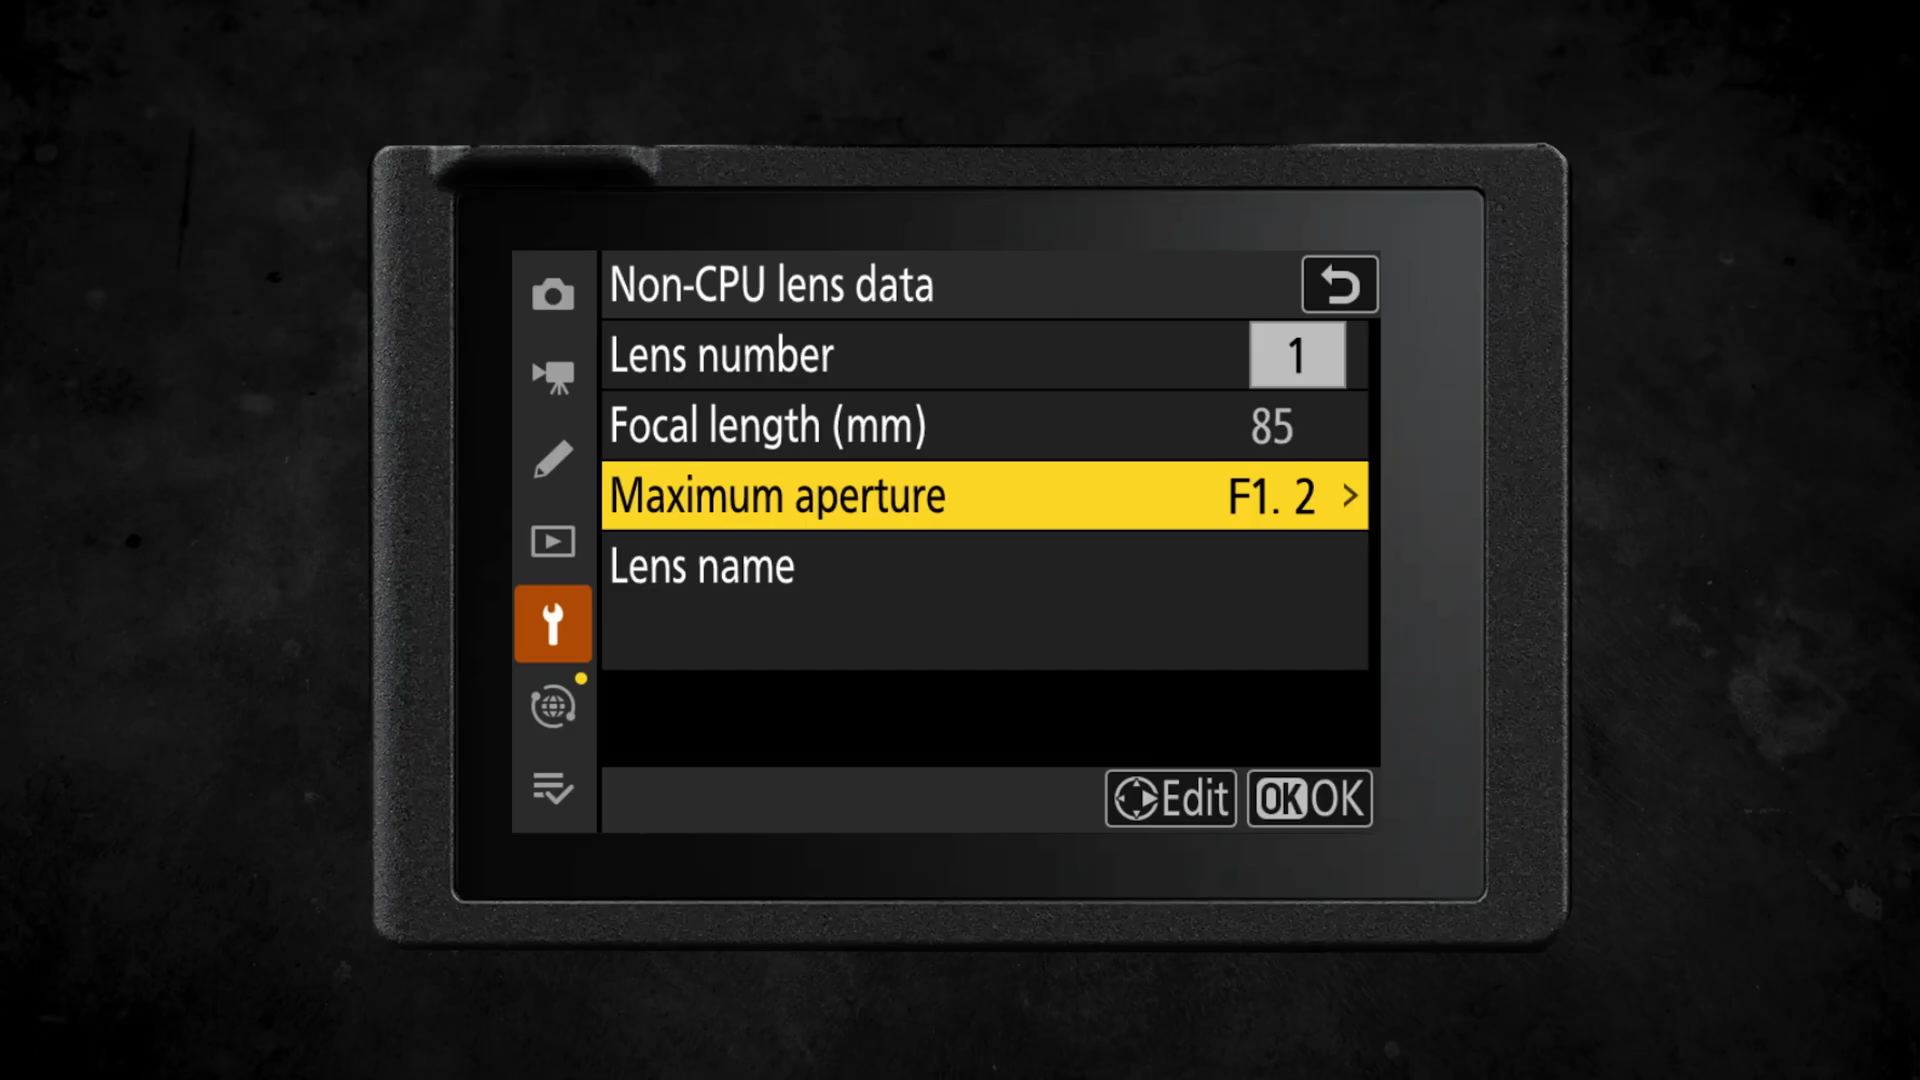 Non-CPU lens data
Lens number 1
Focal length (mm) 85
Maximum aperture F1. 2 >
Lens name
Edit OK OK